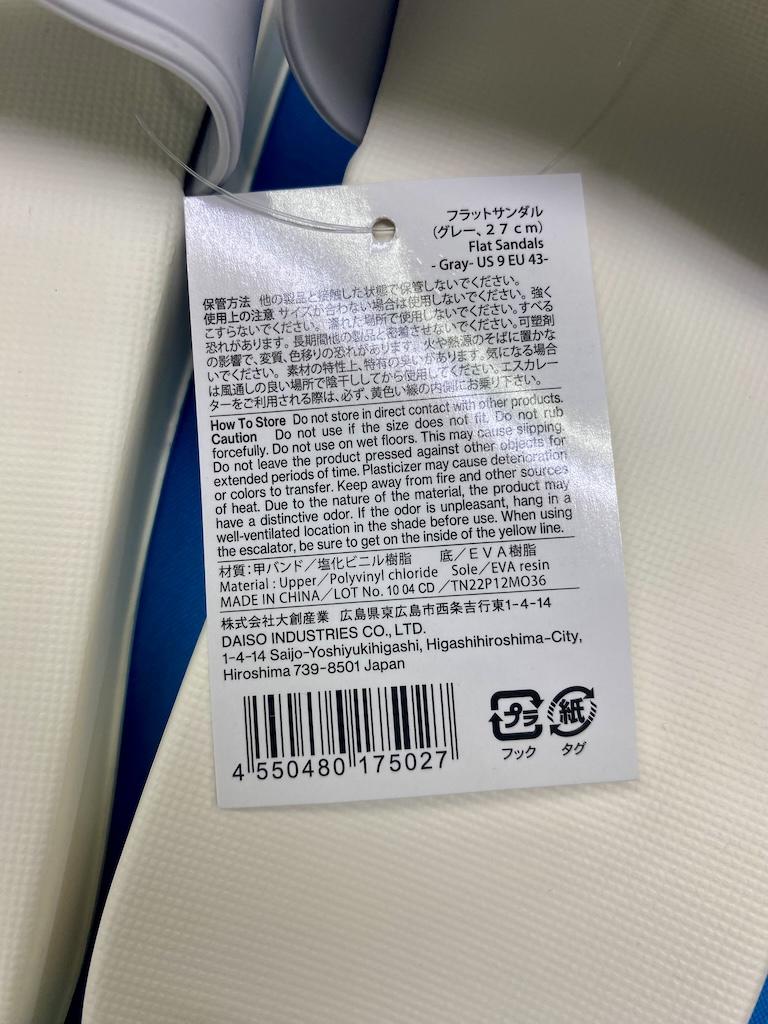 フラットサンダル
(グレー、２７ｃｍ)
Flat Sandals
- Gray- US 9 EU 43-
保管方法 他の製品と接触した状態で保管しないでください。
使用上の注意 サイズが合わない場合は使用しないでください。強く
こすらないでください。濡れた場所で使用しないでください。すべる
恐れがあります。長期間他の製品と密着させないでください。可塑剤
の影響で、変質、色移りの恐れがあります。火や熱源のそばに置かな
いでください。素材の特性上、特有の臭いがあります。気になる場合
は風通しの良い場所で陰干ししてから使用してください。エスカレー
ターをご利用される際は、必ず、黄色い線の内側にお乗り下さい。
How To Store Do not store in direct contact with other products.
Caution Do not use if the size does not fit. Do not rub
forcefully. Do not use on wet floors. This may cause slipping.
Do not leave the product pressed against other objects for
extended periods of time. Plasticizer may cause deterioration
or colors to transfer. Keep away from fire and other sources
of heat. Due to the nature of the material, the product may
have a distinctive odor. If the odor is unpleasant, hang in a
well-ventilated location in the shade before use. When using
the escalator, be sure to get on the inside of the yellow line.
材質：甲バンド／塩化ビニル樹脂 底／ＥＶＡ樹脂
Material : Upper／Polyvinyl chloride Sole／EVA resin
MADE IN CHINA／LOT No. 10 04 CD／TN22P12MO36
株式会社大創産業 広島県東広島市西条吉行東1-4-14
DAISO INDUSTRIES CO., LTD.
1-4-14 Saijo-Yoshiyukihigashi, Higashihiroshima-City,
Hiroshima 739-8501 Japan
4 550480 175027
プラ 紙
フック タグ